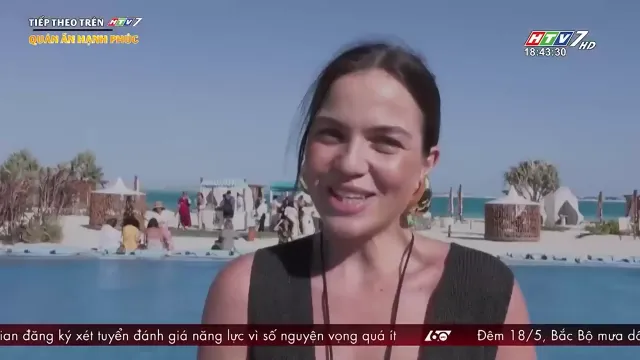 TIẾP THEO TRÊN HTV7
QUÁN ĂN HẠNH PHÚC
HTV7 HD
18:43:30
ian đăng ký xét tuyển đánh giá năng lực vì số nguyện vọng quá ít 60 Đêm 18/5, Bắc Bộ mưa dô